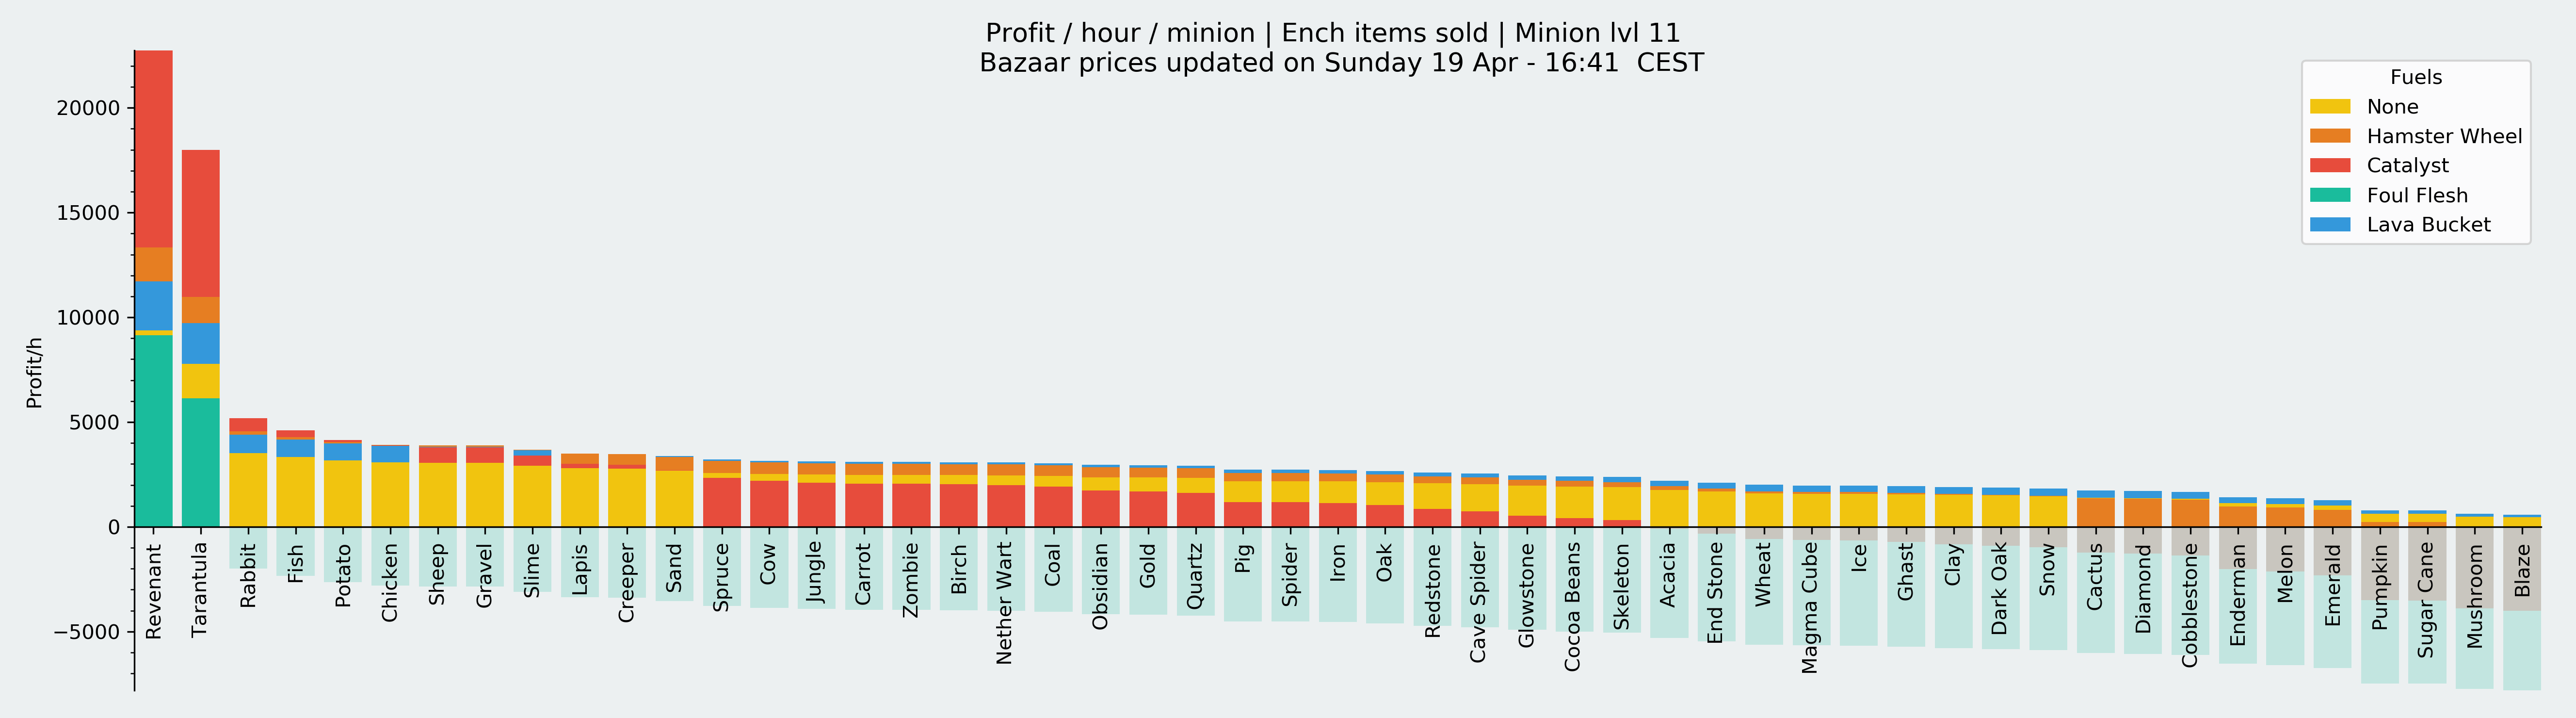 Profit / hour / minion | Ench items sold | Minion lvl 11
Bazaar prices updated on Sunday 19 Apr - 16:41  CEST
Fuels
None
Hamster Wheel
Catalyst
Foul Flesh
Lava Bucket
Profit/h
20000
15000
10000
5000
0
−5000
Revenant
Tarantula
Rabbit
Fish
Potato
Chicken
Sheep
Gravel
Slime
Lapis
Creeper
Sand
Spruce
Cow
Jungle
Carrot
Zombie
Birch
Nether Wart
Coal
Obsidian
Gold
Quartz
Pig
Spider
Iron
Oak
Redstone
Cave Spider
Glowstone
Cocoa Beans
Skeleton
Acacia
End Stone
Wheat
Magma Cube
Ice
Ghast
Clay
Dark Oak
Snow
Cactus
Diamond
Cobblestone
Enderman
Melon
Emerald
Pumpkin
Sugar Cane
Mushroom
Blaze